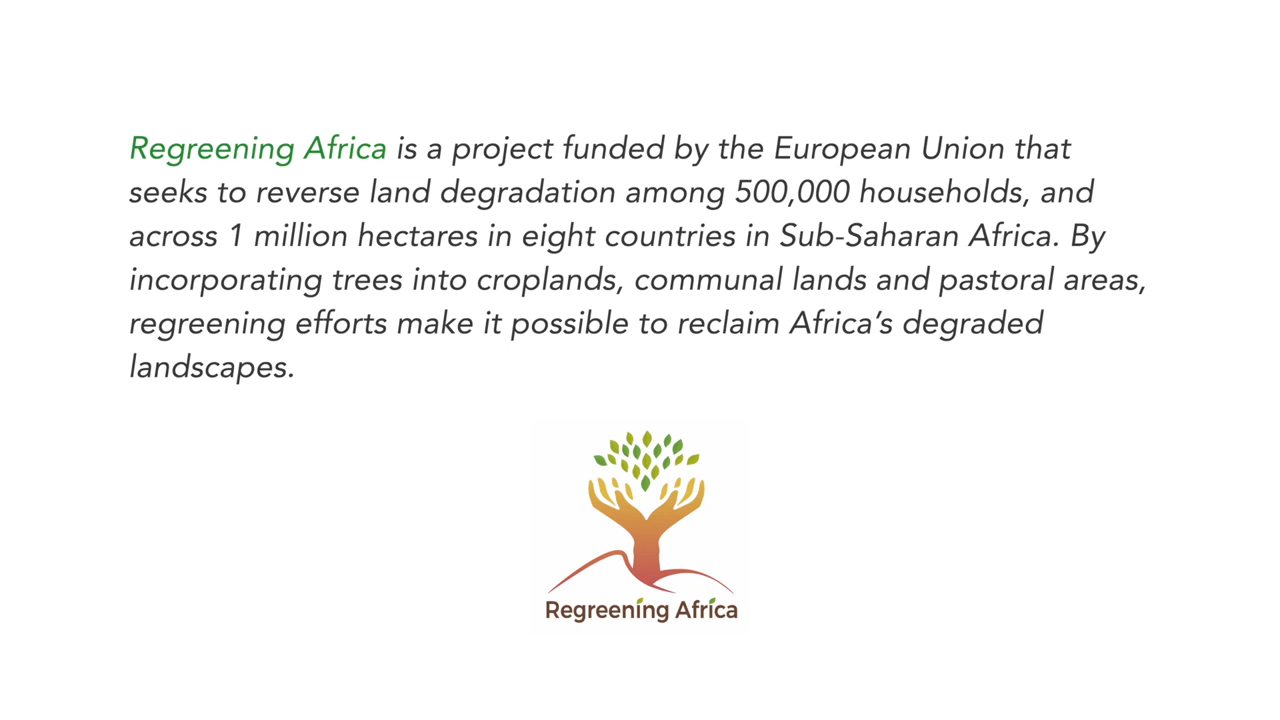 Regreening Africa is a project funded by the European Union that
seeks to reverse land degradation among 500,000 households, and
across 1 million hectares in eight countries in Sub-Saharan Africa. By
incorporating trees into croplands, communal lands and pastoral areas,
regreening efforts make it possible to reclaim Africa’s degraded
landscapes.
Regreening Africa